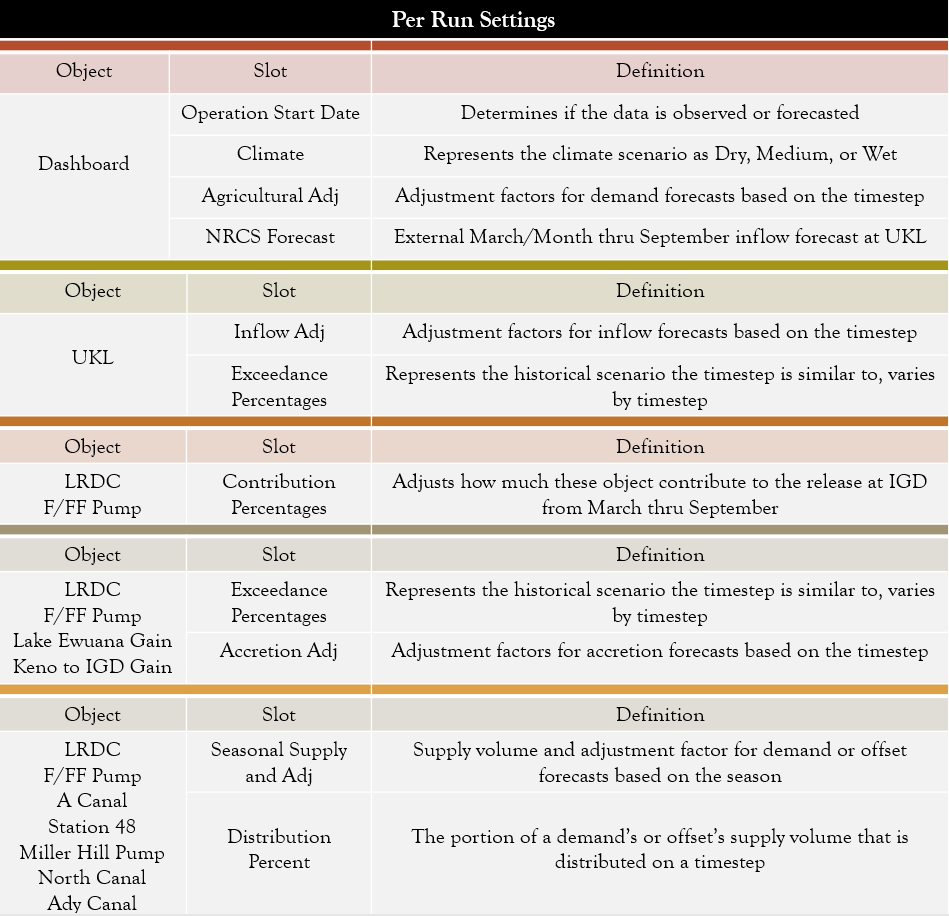 Per Run Settings
Object Slot Definition
Dashboard
Operation Start Date Determines if the data is observed or forecasted
Climate Represents the climate scenario as Dry, Medium, or Wet
Agricultural Adj Adjustment factors for demand forecasts based on the timestep
NRCS Forecast External March/Month thru September inflow forecast at UKL
Object Slot Definition
UKL
Inflow Adj Adjustment factors for inflow forecasts based on the timestep
Exceedance
Percentages
Represents the historical scenario the timestep is similar to, varies
by timestep
Object Slot Definition
LRDC
F/FF Pump
Contribution
Percentages
Adjusts how much these object contribute to the release at IGD
from March thru September
Object Slot Definition
LRDC
F/FF Pump
Lake Ewuana Gain
Keno to IGD Gain
Exceedance
Percentages
Represents the historical scenario the timestep is similar to, varies
by timestep
Accretion Adj Adjustment factors for accretion forecasts based on the timestep
Object Slot Definition
LRDC
F/FF Pump
A Canal
Station 48
Miller Hill Pump
North Canal
Ady Canal
Seasonal Supply
and Adj
Supply volume and adjustment factor for demand or offset
forecasts based on the season
Distribution
Percent
The portion of a demand's or offset's supply volume that is
distributed on a timestep